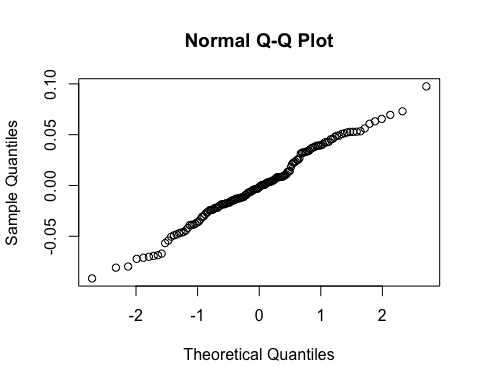 Normal Q-Q Plot
Sample Quantiles
0.10
0.05
0.00
-0.05
-2 -1 0 1 2
Theoretical Quantiles